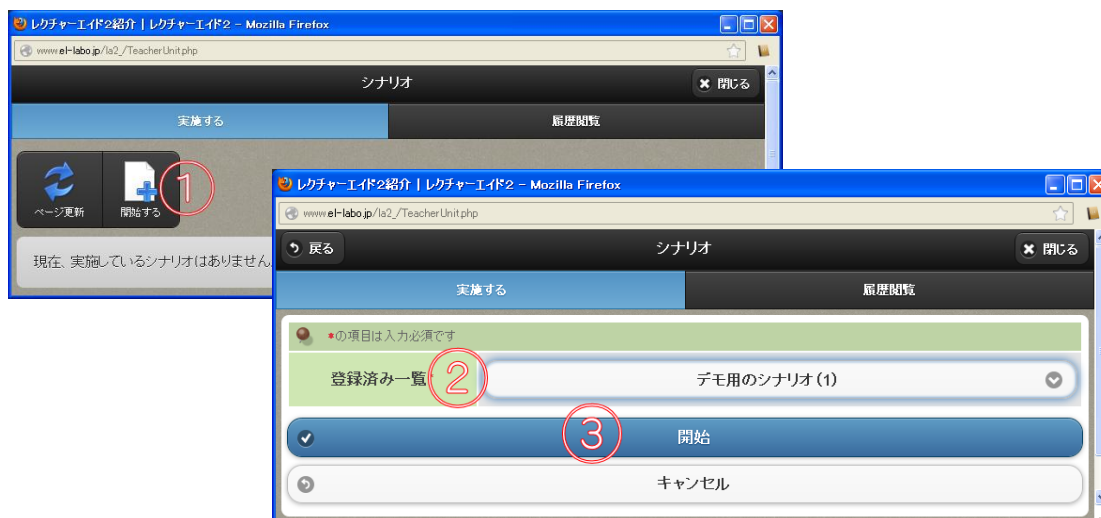 レクチャーエイド2紹介 | レクチャーエイド2 - Mozilla Firefox
www.el-labo.jp/la2_/TeacherUnit.php
シナリオ
閉じる
実施する
履歴閲覧
ページ更新
開始する
①
現在、実施しているシナリオはありません。
レクチャーエイド2紹介 | レクチャーエイド2 - Mozilla Firefox
www.el-labo.jp/la2_/TeacherUnit.php
戻る
シナリオ
閉じる
実施する
履歴閲覧
*の項目は入力必須です
登録済み一覧
②
デモ用のシナリオ(1)
③
開始
キャンセル